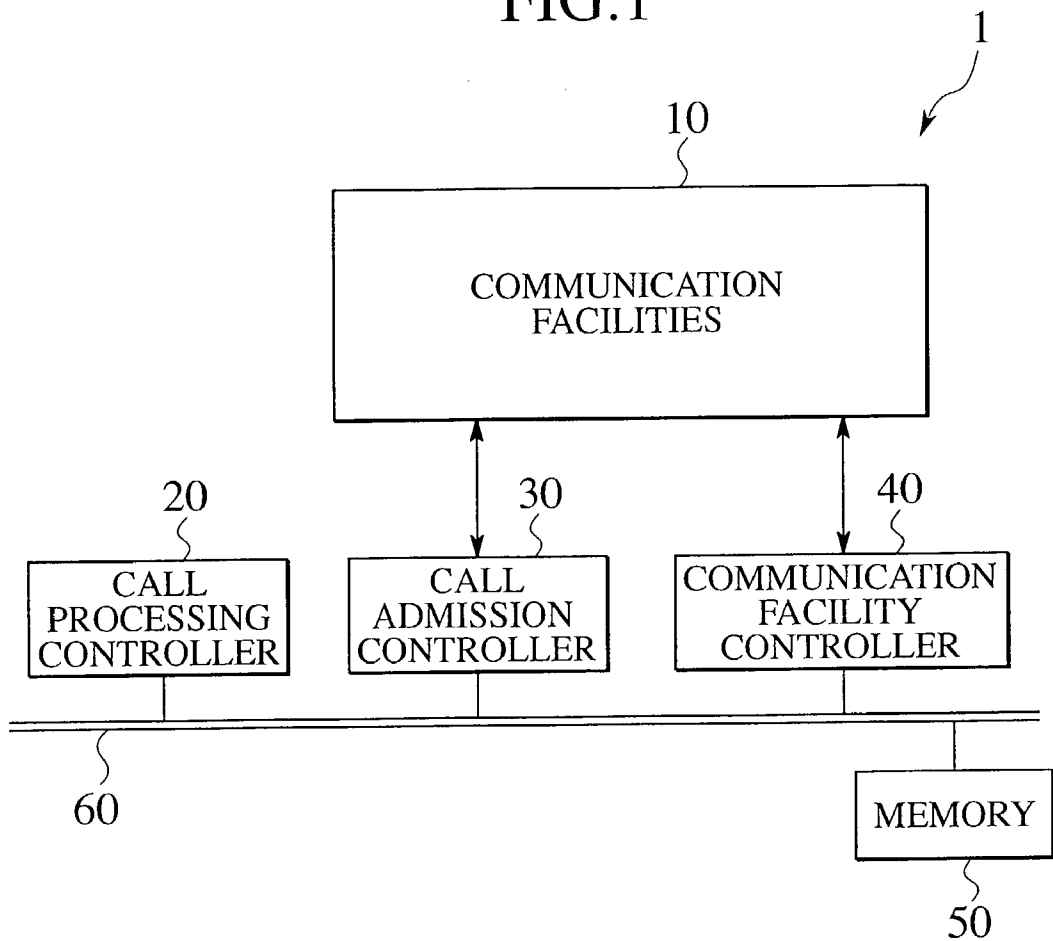 FIG.1
1
10
COMMUNICATION
FACILITIES
20
30
40
CALL
PROCESSING
CONTROLLER
CALL
ADMISSION
CONTROLLER
COMMUNICATION
FACILITY
CONTROLLER
60
MEMORY
50